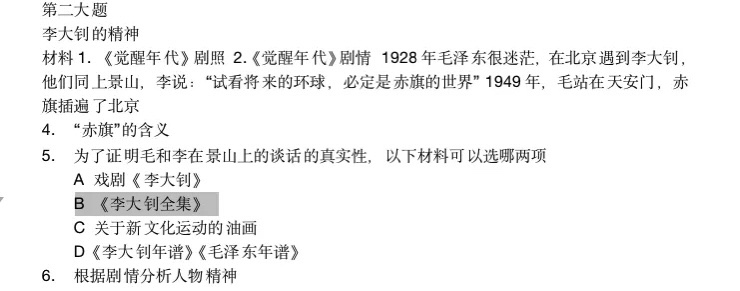 第二大题
李大钊的精神
材料 1. 《觉醒年代》剧照 2.《觉醒年代》剧情 1928 年毛泽东很迷茫，在北京遇到李大钊，
他们同上景山，李说：“试看将来的环球，必定是赤旗的世界” 1949 年，毛站在天安门，赤
旗插遍了北京
4. “赤旗”的含义
5. 为了证明毛和李在景山上的谈话的真实性，以下材料可以选哪两项
A 戏剧《李大钊》
B 《李大钊全集》
C 关于新文化运动的油画
D《李大钊年谱》《毛泽东年谱》
6. 根据剧情分析人物精神